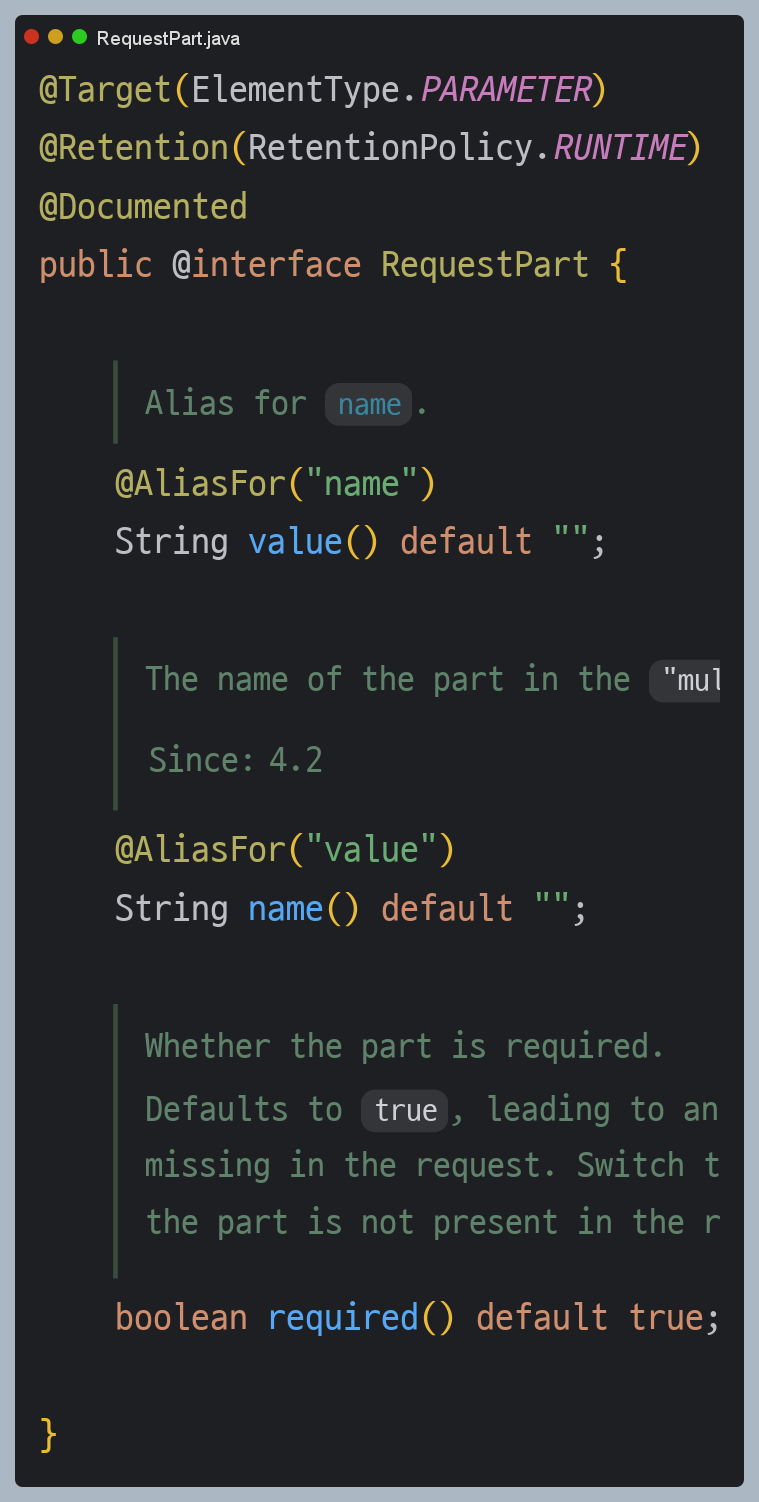 RequestPart.java
@Target(ElementType.PARAMETER)
@Retention(RetentionPolicy.RUNTIME)
@Documented
public @interface RequestPart {
Alias for name.
@AliasFor("name")
String value() default "";
The name of the part in the "mul
Since: 4.2
@AliasFor("value")
String name() default "";
Whether the part is required.
Defaults to true, leading to an
missing in the request. Switch t
the part is not present in the r
boolean required() default true;
}